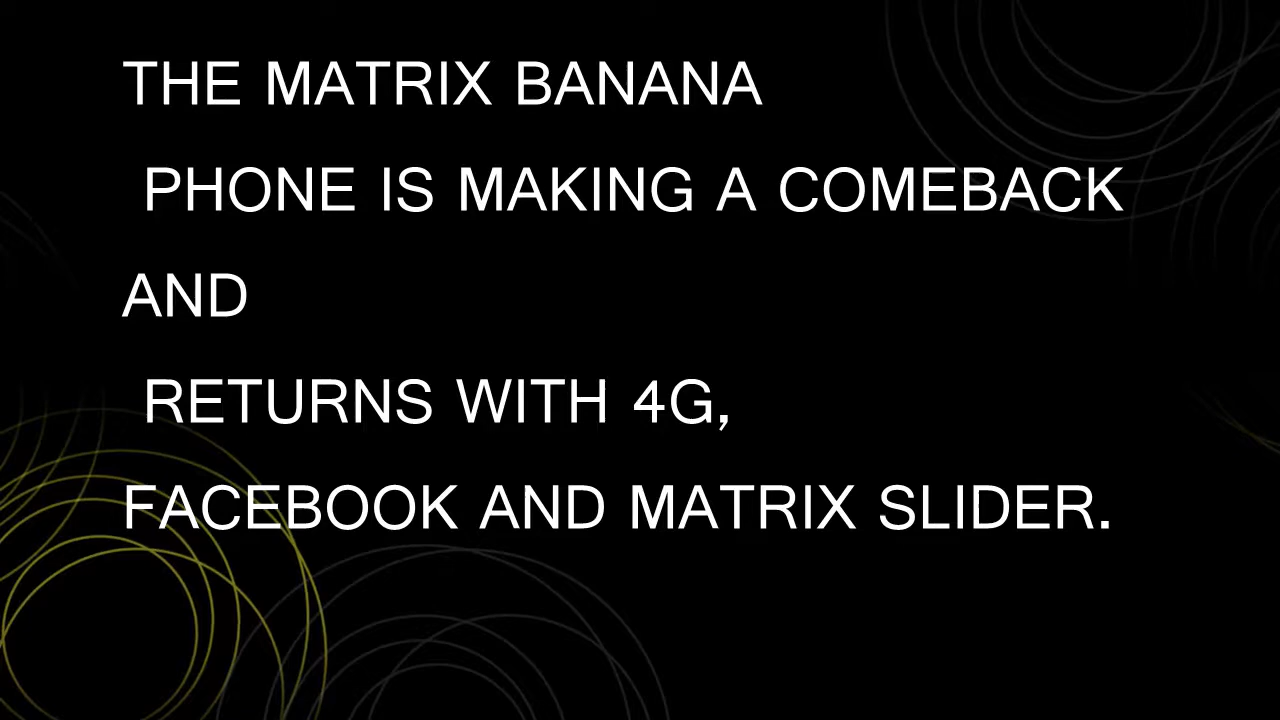 THE MATRIX BANANA
PHONE IS MAKING A COMEBACK
AND
RETURNS WITH 4G,
FACEBOOK AND MATRIX SLIDER.